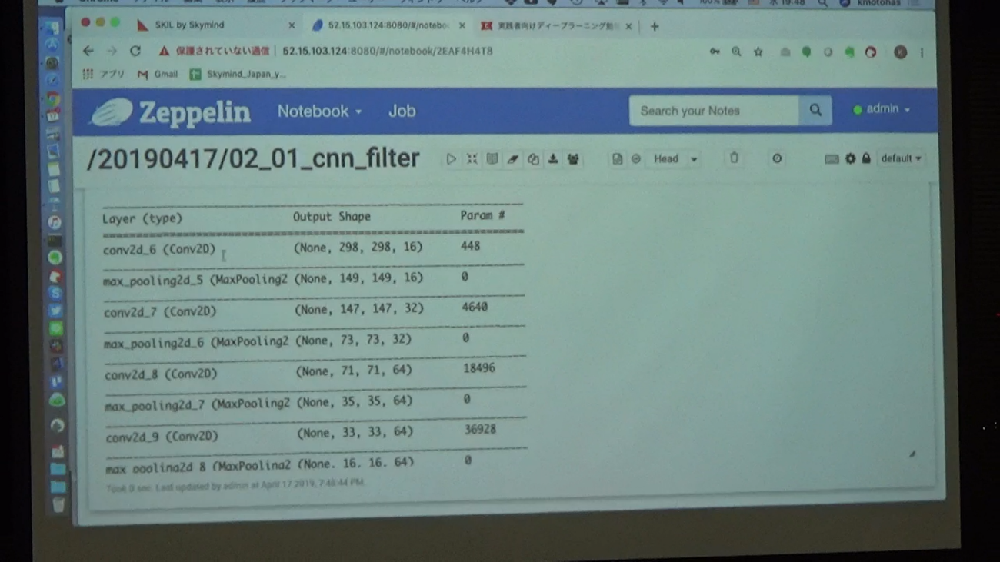 SKIL by Skymind
52.15.103.124:8080/#/notebo
実践者向けディープラーニング勉
保護されていない通信 | 52.15.103.124:8080/#/notebook/2EAF4H4T8
アプリ Gmail Skymind_Japan_y...
Zeppelin Notebook Job Search your Notes admin
/20190417/02_01_cnn_filter Head default
Layer (type) Output Shape Param #
conv2d_6 (Conv2D) (None, 298, 298, 16) 448
max_pooling2d_5 (MaxPooling2 (None, 149, 149, 16) 0
conv2d_7 (Conv2D) (None, 147, 147, 32) 4640
max_pooling2d_6 (MaxPooling2 (None, 73, 73, 32) 0
conv2d_8 (Conv2D) (None, 71, 71, 64) 18496
max_pooling2d_7 (MaxPooling2 (None, 35, 35, 64) 0
conv2d_9 (Conv2D) (None, 33, 33, 64) 36928
max_pooling2d_8 (MaxPooling2 (None, 16, 16, 64) 0
Took 0 sec. Last updated by admin at April 17 2019, 7:48:44 PM.